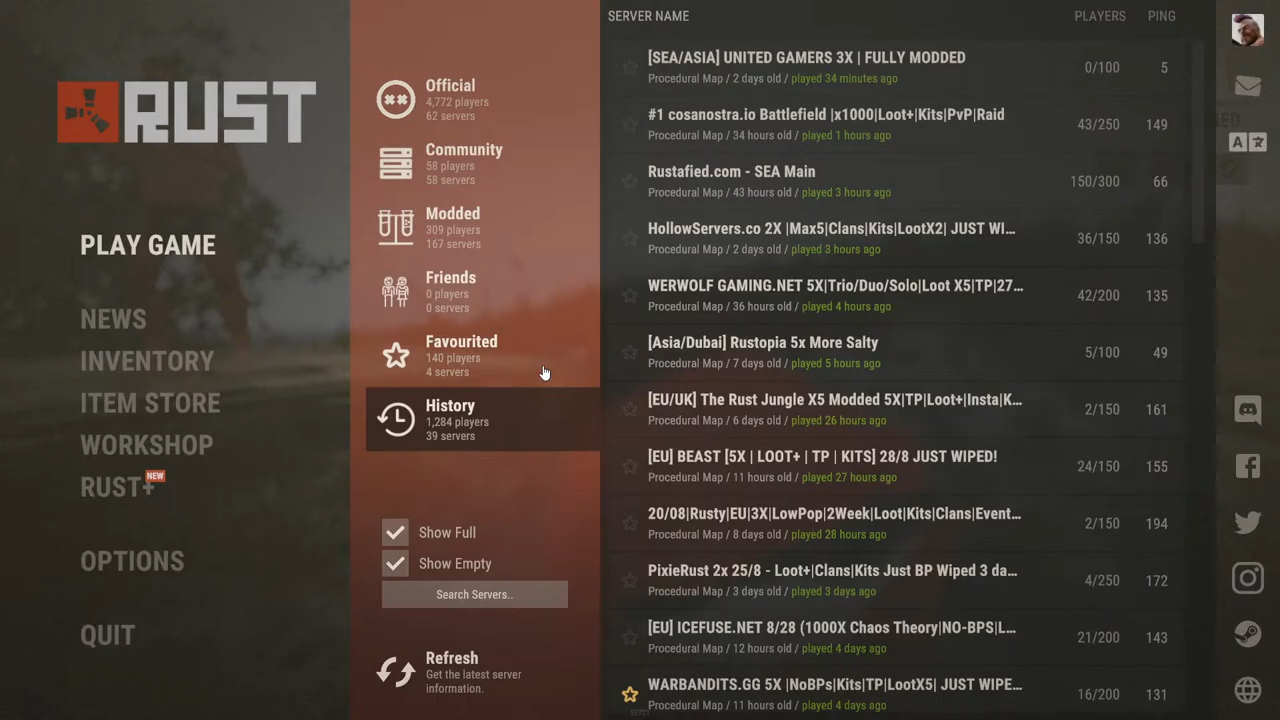 RUST
PLAY GAME
NEWS
INVENTORY
ITEM STORE
WORKSHOP
RUST+
NEW
OPTIONS
QUIT
Official
4,772 players
62 servers
Community
58 players
58 servers
Modded
309 players
167 servers
Friends
0 players
0 servers
Favourited
140 players
4 servers
History
1,284 players
39 servers
Show Full
Show Empty
Search Servers..
Refresh
Get the latest server
information.
SERVER NAME PLAYERS PING
[SEA/ASIA] UNITED GAMERS 3X | FULLY MODDED 0/100 5
Procedural Map / 2 days old / played 34 minutes ago
#1 cosanostra.io Battlefield |x1000|Loot+|Kits|PvP|Raid 43/250 149
Procedural Map / 34 hours old / played 1 hours ago
Rustafied.com - SEA Main 150/300 66
Procedural Map / 43 hours old / played 3 hours ago
HollowServers.co 2X |Max5|Clans|Kits|LootX2| JUST WI... 36/150 136
Procedural Map / 2 days old / played 3 hours ago
WERWOLF GAMING.NET 5X|Trio/Duo/Solo|Loot X5|TP|27... 42/200 135
Procedural Map / 36 hours old / played 4 hours ago
[Asia/Dubai] Rustopia 5x More Salty 5/100 49
Procedural Map / 7 days old / played 5 hours ago
[EU/UK] The Rust Jungle X5 Modded 5X|TP|Loot+|Insta|K... 2/150 161
Procedural Map / 6 days old / played 26 hours ago
[EU] BEAST [5X | LOOT+ | TP | KITS] 28/8 JUST WIPED! 24/150 155
Procedural Map / 11 hours old / played 27 hours ago
20/08|Rusty|EU|3X|LowPop|2Week|Loot|Kits|Clans|Event... 2/150 194
Procedural Map / 8 days old / played 28 hours ago
PixieRust 2x 25/8 - Loot+|Clans|Kits Just BP Wiped 3 da... 4/250 172
Procedural Map / 3 days old / played 3 days ago
[EU] ICEFUSE.NET 8/28 (1000X Chaos Theory|NO-BPS|L... 21/200 143
Procedural Map / 12 hours old / played 4 days ago
WARBANDITS.GG 5X |NoBPs|Kits|TP|LootX5| JUST WIPE... 16/200 131
Procedural Map / 11 hours old / played 4 days ago
A